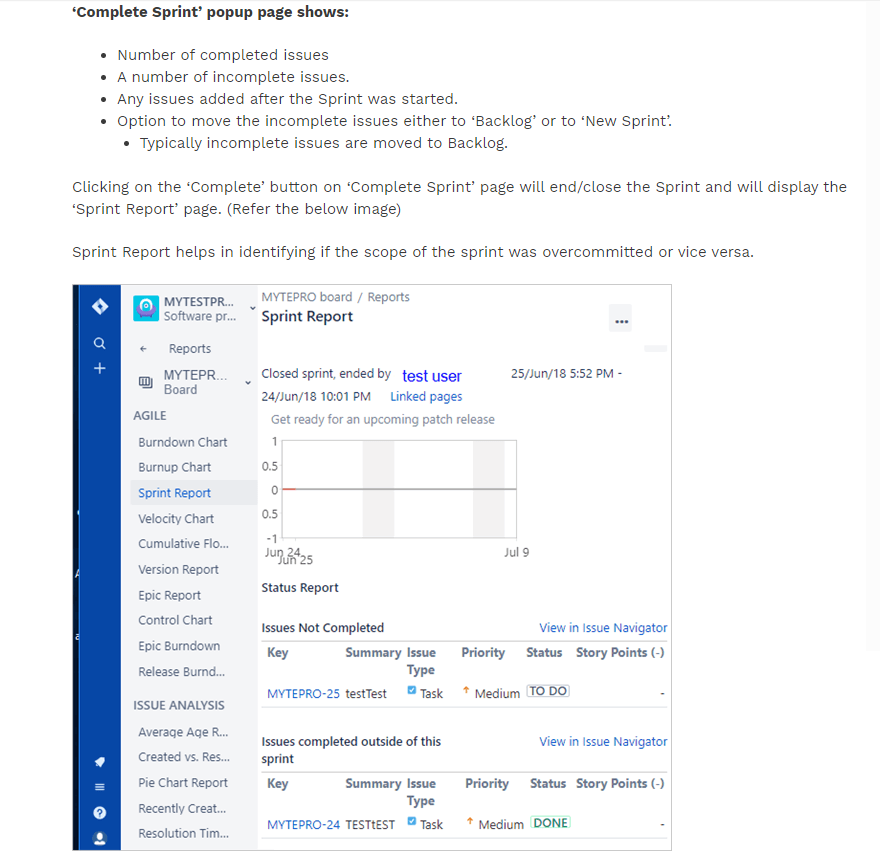 ‘Complete Sprint’ popup page shows:
Number of completed issues
A number of incomplete issues.
Any issues added after the Sprint was started.
Option to move the incomplete issues either to ‘Backlog’ or to ‘New Sprint’.
Typically incomplete issues are moved to Backlog.
Clicking on the ‘Complete’ button on ‘Complete Sprint’ page will end/close the Sprint and will display the
‘Sprint Report’ page. (Refer the below image)
Sprint Report helps in identifying if the scope of the sprint was overcommitted or vice versa.
MYTESTPR...
Software pr...
Reports
MYTEPR...
Board
AGILE
Burndown Chart
Burnup Chart
Sprint Report
Velocity Chart
Cumulative Flo...
Version Report
Epic Report
Control Chart
Epic Burndown
Release Burnd...
ISSUE ANALYSIS
Average Age R...
Created vs. Res...
Pie Chart Report
Recently Creat...
Resolution Tim...
MYTEPRO board / Reports
Sprint Report
Closed sprint, ended by test user 25/Jun/18 5:52 PM -
24/Jun/18 10:01 PM Linked pages
Get ready for an upcoming patch release
1
0.5
0
0.5
-1
Jun 24
Jun 25
Jul 9
Status Report
Issues Not Completed View in Issue Navigator
Key Summary Issue Type Priority Status Story Points (-)
MYTEPRO-25 testTest Task Medium TO DO -
Issues completed outside of this View in Issue Navigator
sprint
Key Summary Issue Type Priority Status Story Points (-)
MYTEPRO-24 TESTtEST Task Medium DONE -